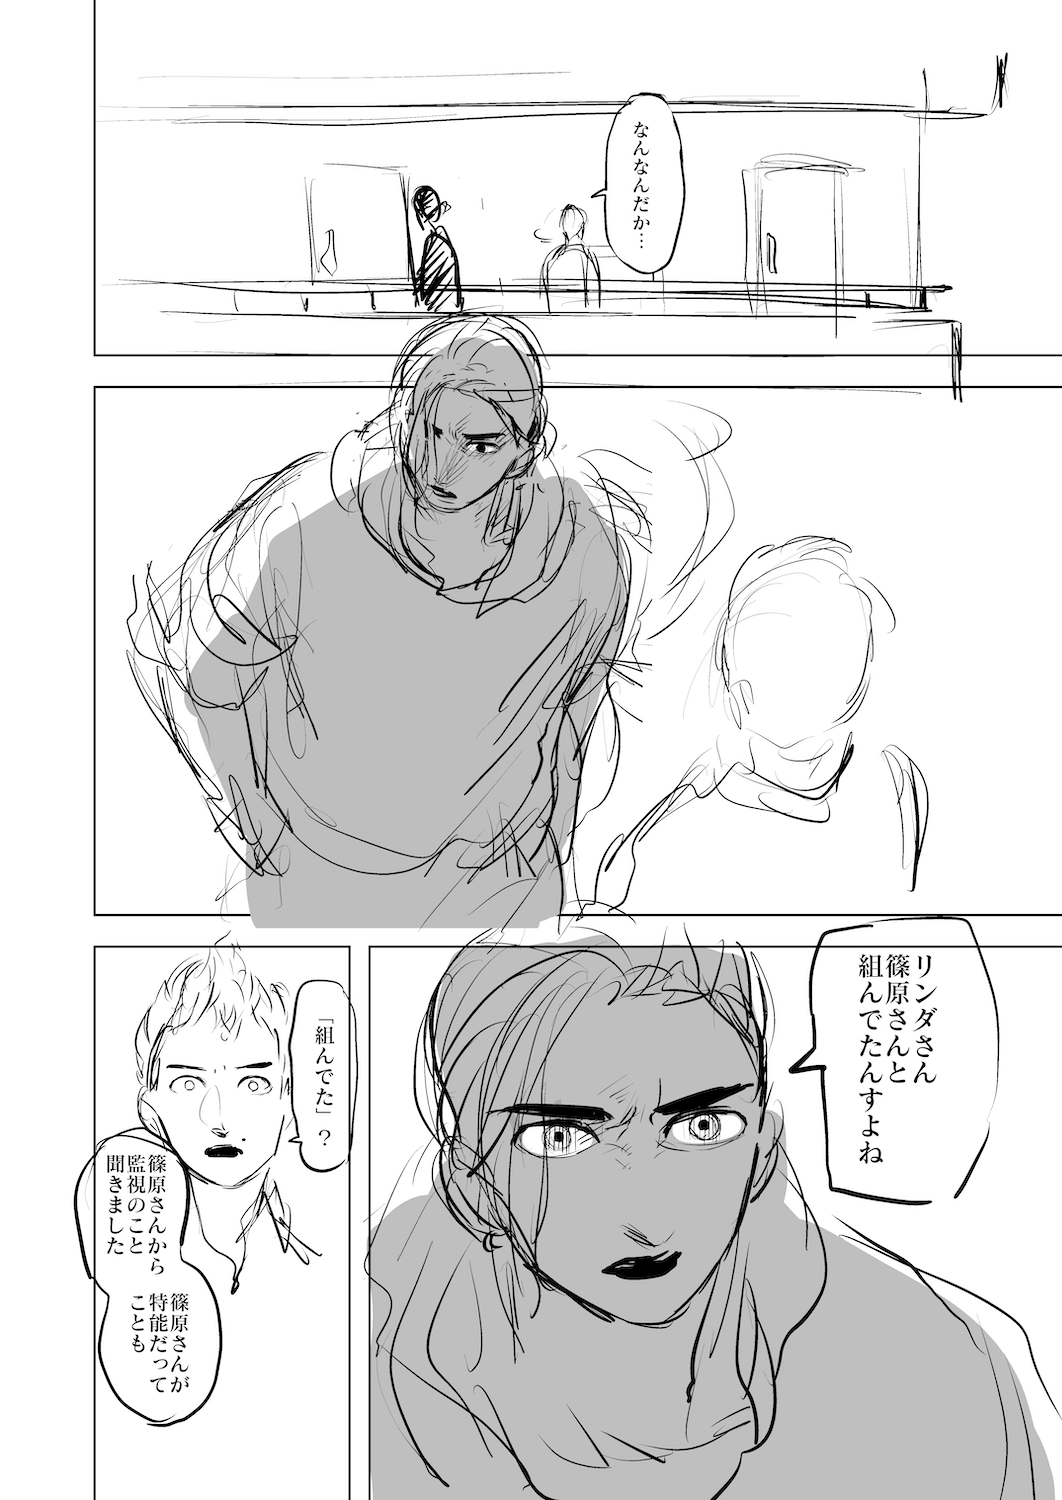 なんなんだか…
リンダさん
篠原さんと
組んでたんすよね
「組んでた」？
篠原さんから
監視のこと
聞きました
篠原さんが
特能だって
ことも